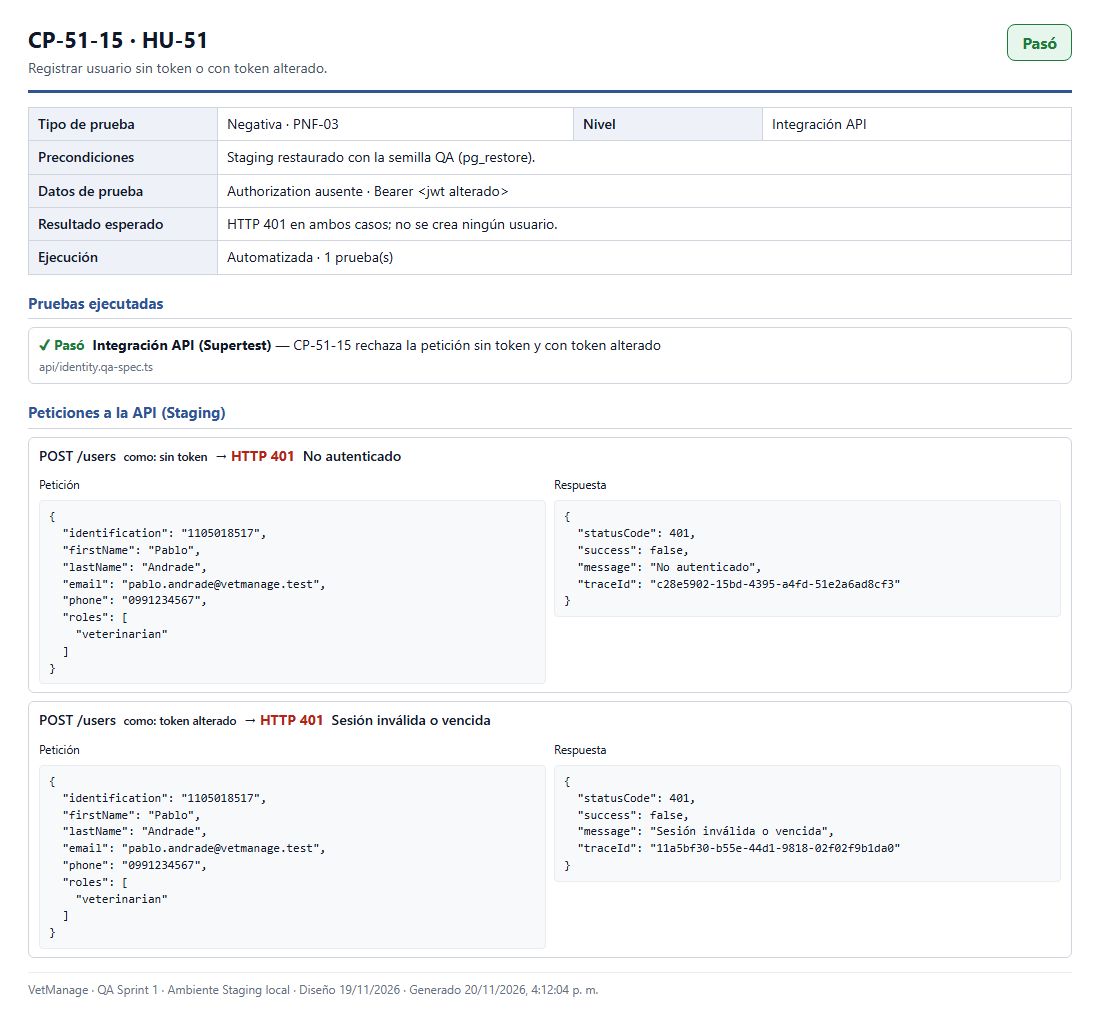 CP-51-15 · HU-51
Pasó
Registrar usuario sin token o con token alterado.
Tipo de prueba Negativa · PNF-03 Nivel Integración API
Precondiciones Staging restaurado con la semilla QA (pg_restore).
Datos de prueba Authorization ausente · Bearer <jwt alterado>
Resultado esperado HTTP 401 en ambos casos; no se crea ningún usuario.
Ejecución Automatizada · 1 prueba(s)
Pruebas ejecutadas
✓ Pasó Integración API (Supertest) — CP-51-15 rechaza la petición sin token y con token alterado
api/identity.qa-spec.ts
Peticiones a la API (Staging)
POST /users como: sin token → HTTP 401 No autenticado
Petición
{
  "identification": "1105018517",
  "firstName": "Pablo",
  "lastName": "Andrade",
  "email": "pablo.andrade@vetmanage.test",
  "phone": "0991234567",
  "roles": [
    "veterinarian"
  ]
}
Respuesta
{
  "statusCode": 401,
  "success": false,
  "message": "No autenticado",
  "traceId": "c28e5902-15bd-4395-a4fd-51e2a6ad8cf3"
}
POST /users como: token alterado → HTTP 401 Sesión inválida o vencida
Petición
{
  "identification": "1105018517",
  "firstName": "Pablo",
  "lastName": "Andrade",
  "email": "pablo.andrade@vetmanage.test",
  "phone": "0991234567",
  "roles": [
    "veterinarian"
  ]
}
Respuesta
{
  "statusCode": 401,
  "success": false,
  "message": "Sesión inválida o vencida",
  "traceId": "11a5bf30-b55e-44d1-9818-02f02f9b1da0"
}
VetManage · QA Sprint 1 · Ambiente Staging local · Diseño 19/11/2026 · Generado 20/11/2026, 4:12:04 p. m.